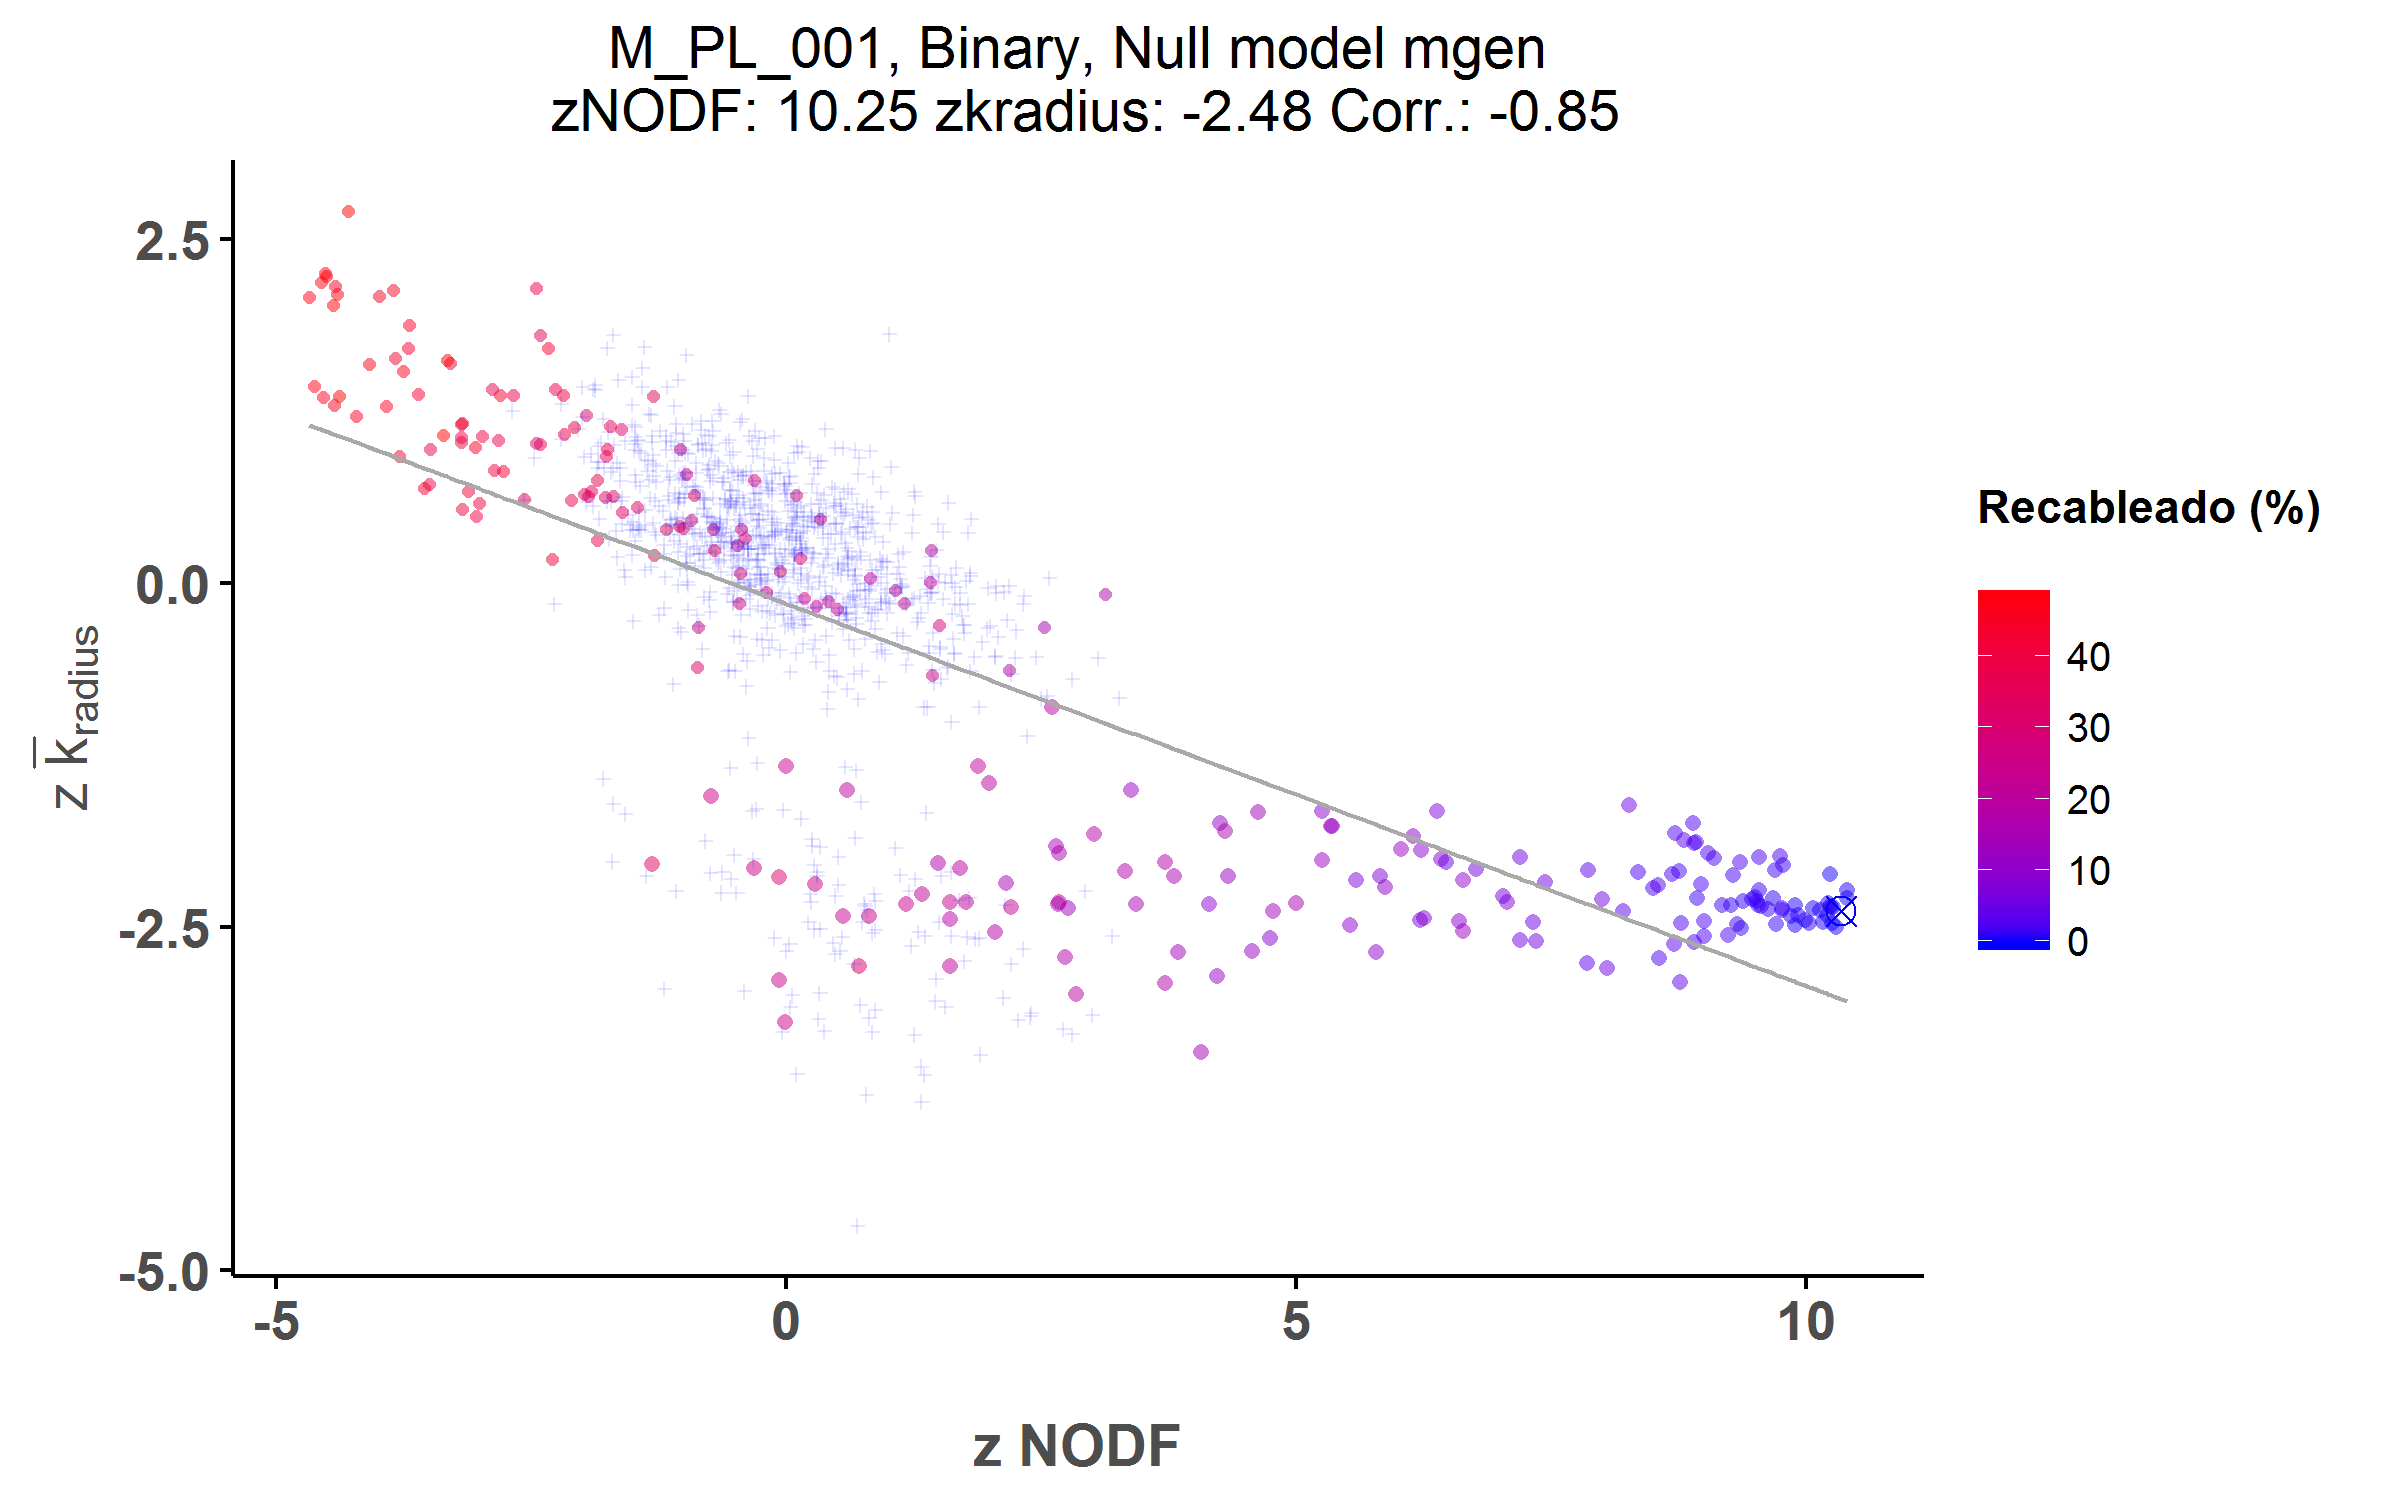 M_PL_001, Binary, Null model mgen
zNODF: 10.25 zkradius: -2.48 Corr.: -0.85
2.5
0.0
-2.5
-5.0
z k̅radius
-5 0 5 10
z NODF
Recableado (%)
40
30
20
10
0